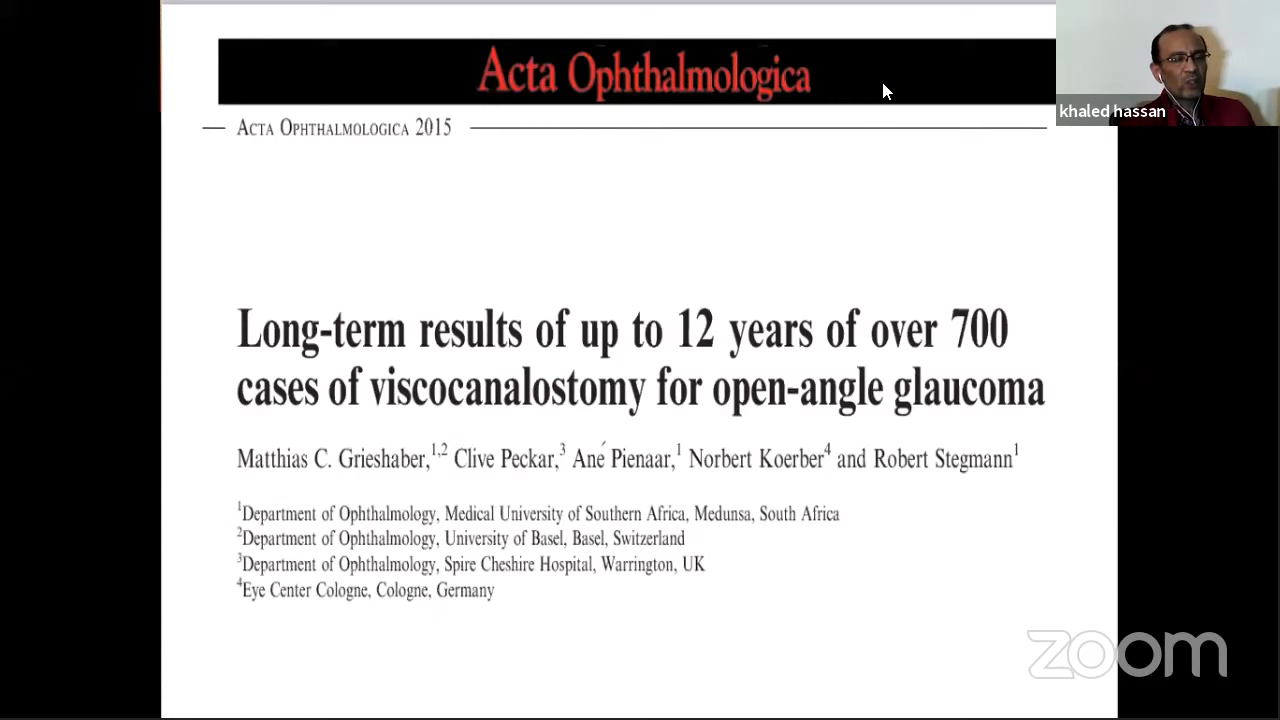 Acta Ophthalmologica
khaled hassan
ACTA OPHTHALMOLOGICA 2015
Long-term results of up to 12 years of over 700
cases of viscocanalostomy for open-angle glaucoma
Matthias C. Grieshaber,1,2 Clive Peckar,3 Ané Pienaar,1 Norbert Koerber4 and Robert Stegmann1
1Department of Ophthalmology, Medical University of Southern Africa, Medunsa, South Africa
2Department of Ophthalmology, University of Basel, Basel, Switzerland
3Department of Ophthalmology, Spire Cheshire Hospital, Warrington, UK
4Eye Center Cologne, Cologne, Germany
zoom